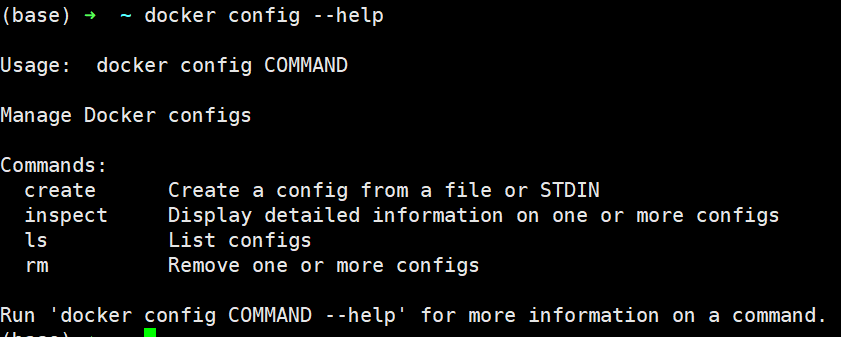 (base) ➜  ~ docker config --help

Usage:  docker config COMMAND

Manage Docker configs

Commands:
  create      Create a config from a file or STDIN
  inspect     Display detailed information on one or more configs
  ls          List configs
  rm          Remove one or more configs

Run 'docker config COMMAND --help' for more information on a command.
(base)